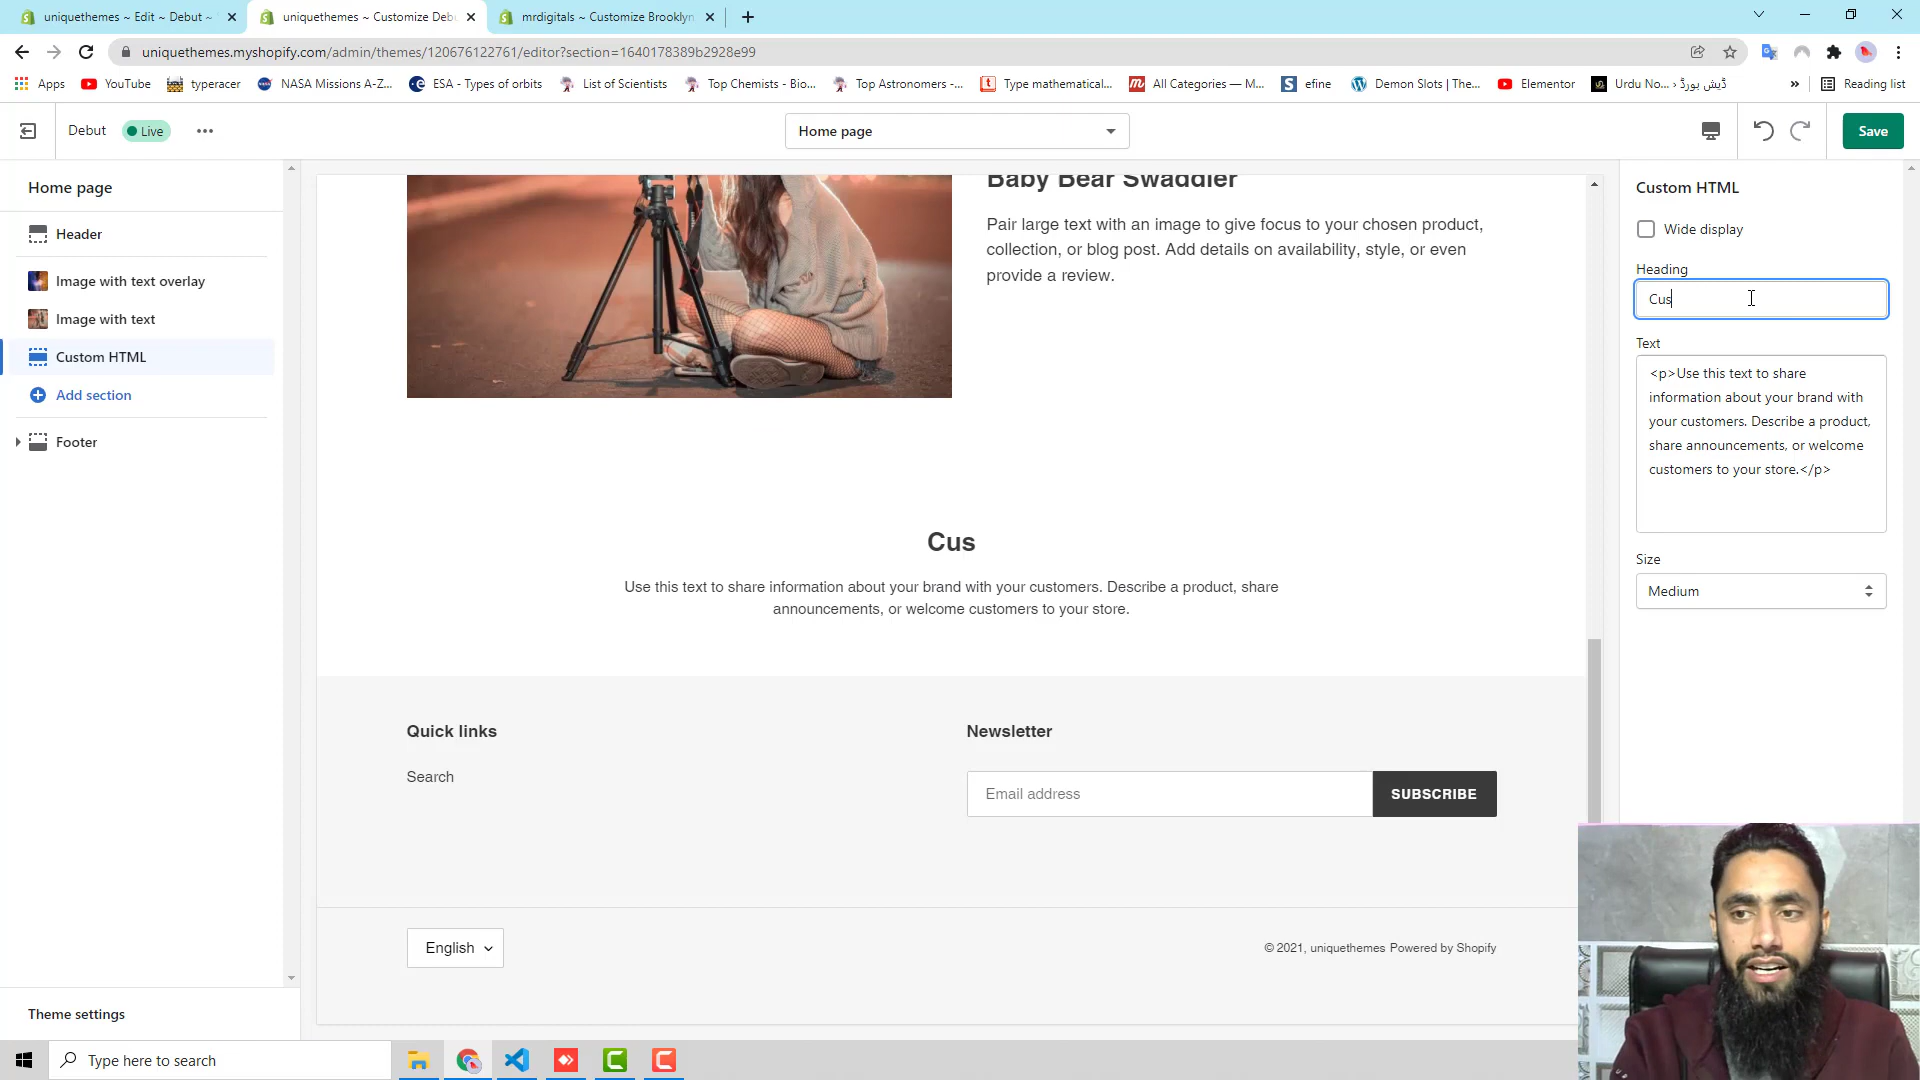 uniquethemes ~ Edit ~ Debut ~
uniquethemes ~ Customize Debu
mrdigitals ~ Customize Brooklyn
uniquethemes.myshopify.com/admin/themes/120676122761/editor?section=1640178389b2928e99
Apps
YouTube
typeracer
NASA Missions A-Z...
ESA - Types of orbits
List of Scientists
Top Chemists - Bio...
Top Astronomers -...
Type mathematical...
All Categories — M...
efine
Demon Slots | The...
Elementor
Urdu No... › ڈیش بورڈ
»
Reading list
Debut
Live
Home page
Save
Home page
Header
Image with text overlay
Image with text
Custom HTML
Add section
Footer
Theme settings
Baby Bear Swaddler
Pair large text with an image to give focus to your chosen product,
collection, or blog post. Add details on availability, style, or even
provide a review.
Cus
Use this text to share information about your brand with your customers. Describe a product, share
announcements, or welcome customers to your store.
Quick links
Search
Newsletter
Email address
SUBSCRIBE
English
© 2021, uniquethemes Powered by Shopify
Custom HTML
Wide display
Heading
Cus
Text
<p>Use this text to share
information about your brand with
your customers. Describe a product,
share announcements, or welcome
customers to your store.</p>
Size
Medium
Type here to search